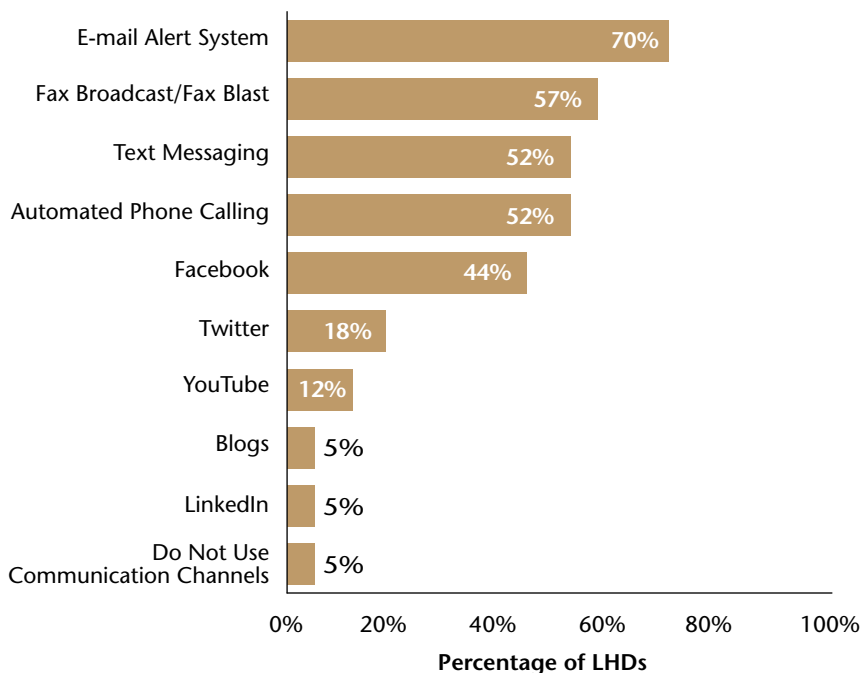 E-mail Alert System
70%
Fax Broadcast/Fax Blast
57%
Text Messaging
52%
Automated Phone Calling
52%
Facebook
44%
Twitter
18%
YouTube
12%
Blogs
5%
LinkedIn
5%
Do Not Use
Communication Channels
5%
0% 20% 40% 60% 80% 100%
Percentage of LHDs